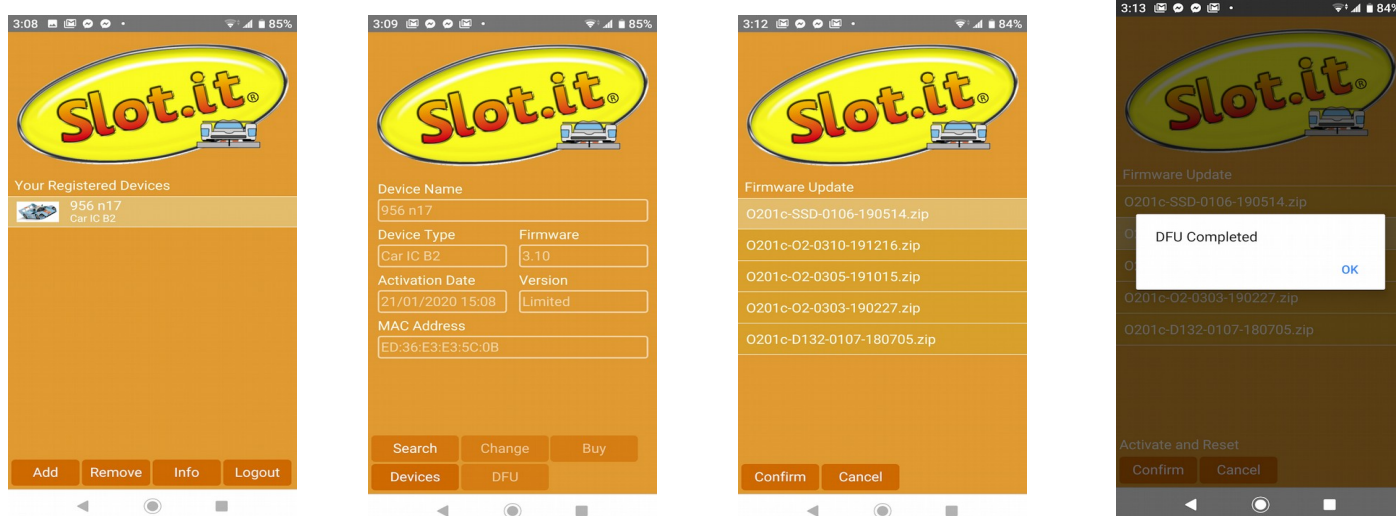 3:08 85%
Slot.it®
Your Registered Devices
956 n17
Car IC B2
Add Remove Info Logout
3:09 85%
Slot.it®
Device Name
956 n17
Device Type Firmware
Car IC B2 3.10
Activation Date Version
21/01/2020 15:08 Limited
MAC Address
ED:36:E3:E3:5C:0B
Search Change Buy
Devices DFU
3:12 84%
Slot.it®
Firmware Update
O201c-SSD-0106-190514.zip
O201c-O2-0310-191216.zip
O201c-O2-0305-191015.zip
O201c-O2-0303-190227.zip
O201c-D132-0107-180705.zip
Confirm Cancel
3:13 84%
Slot.it
Firmware Update
O201c-SSD-0106-190514.zip
DFU Completed
OK
O201c-O2-0303-190227.zip
O201c-D132-0107-180705.zip
Activate and Reset
Confirm Cancel